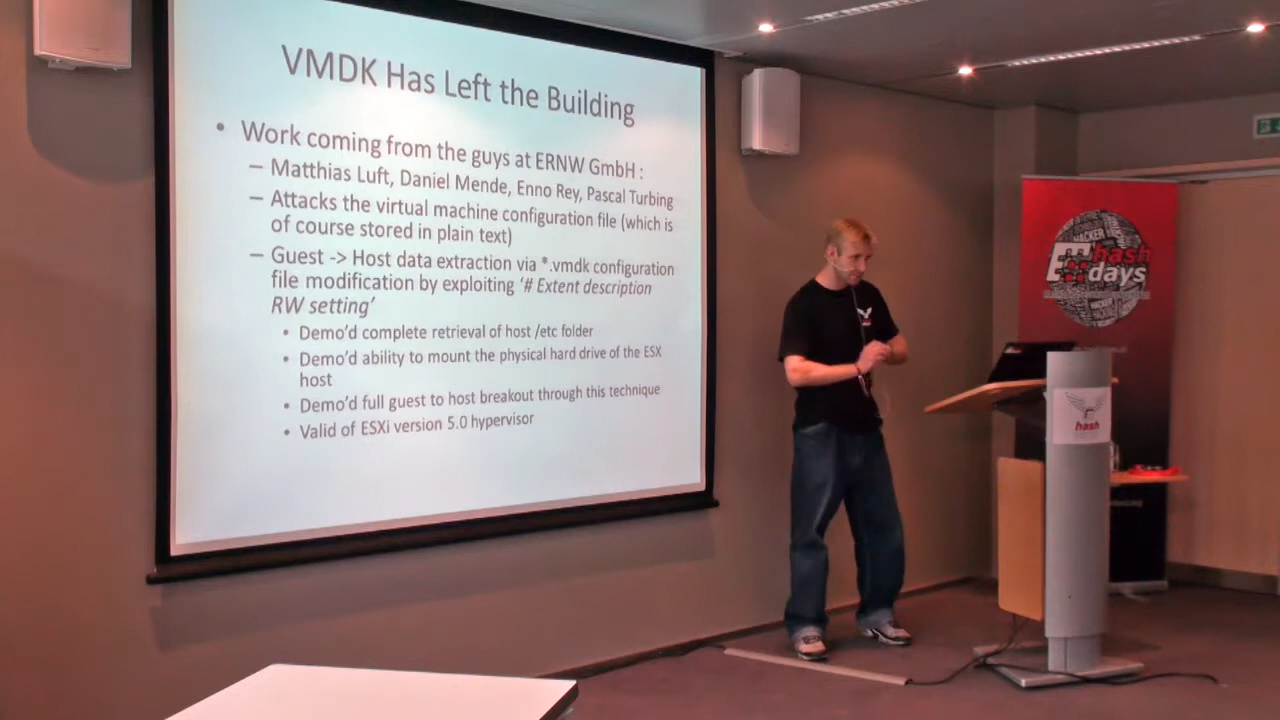 VMDK Has Left the Building
• Work coming from the guys at ERNW GmbH :
– Matthias Luft, Daniel Mende, Enno Rey, Pascal Turbing
– Attacks the virtual machine configuration file (which is
of course stored in plain text)
– Guest -> Host data extraction via *.vmdk configuration
file modification by exploiting ‘# Extent description
RW setting’
• Demo’d complete retrieval of host /etc folder
• Demo’d ability to mount the physical hard drive of the ESX
host
• Demo’d full guest to host breakout through this technique
• Valid of ESXi version 5.0 hypervisor
HACKER
hash
days
hash